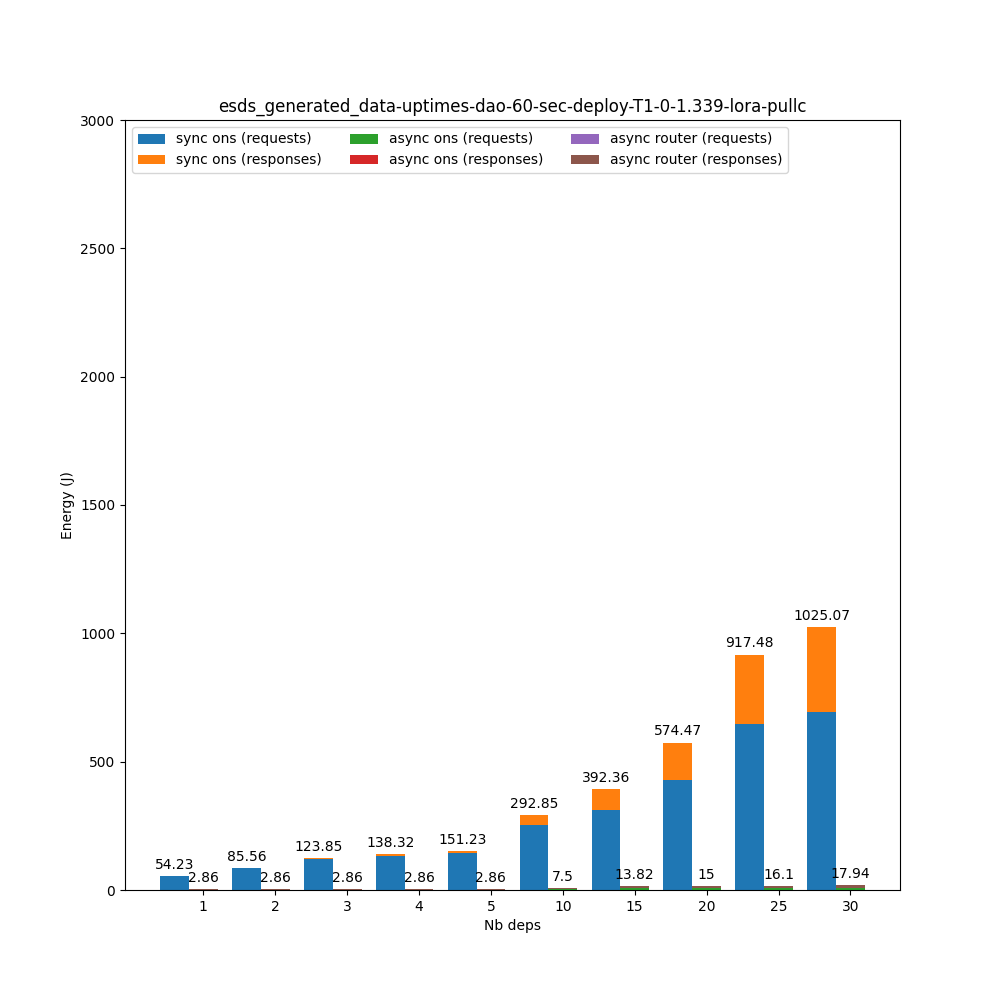 esds_generated_data-uptimes-dao-60-sec-deploy-T1-0-1.339-lora-pullc
sync ons (requests) async ons (requests) async router (requests)
sync ons (responses) async ons (responses) async router (responses)
3000
2500
2000
1500
1000
500
0
Energy (J)
54.23 2.86 85.56 2.86 123.85 2.86 138.32 2.86 151.23 2.86 292.85 7.5 392.36 13.82 574.47 15 917.48 16.1 1025.07 17.94
1 2 3 4 5 10 15 20 25 30
Nb deps